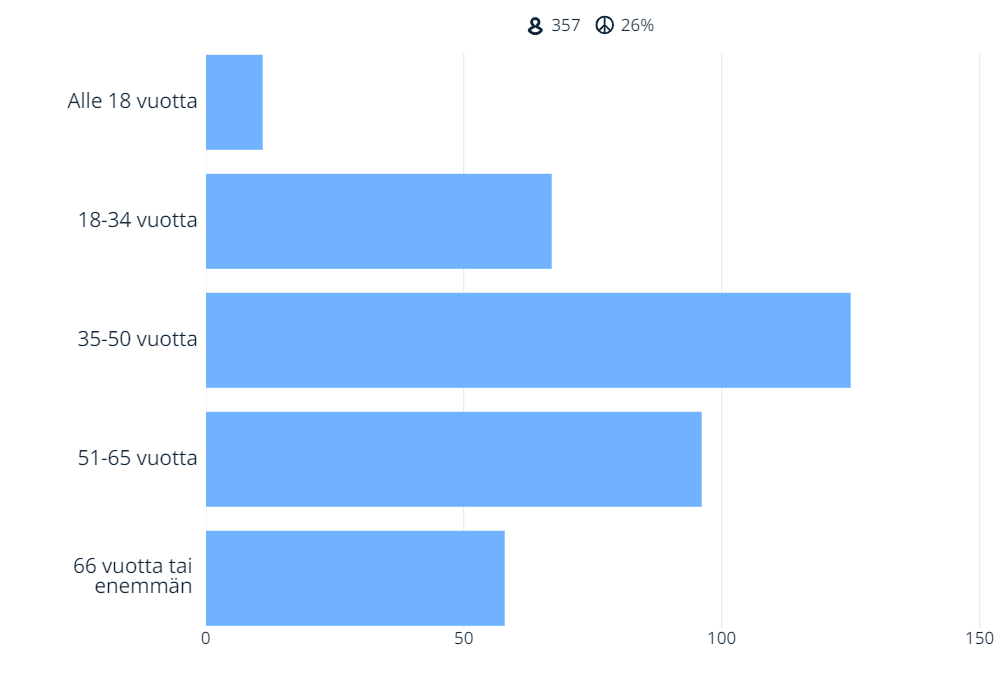 357 26%
Alle 18 vuotta
18-34 vuotta
35-50 vuotta
51-65 vuotta
66 vuotta tai
enemmän
0 50 100 150